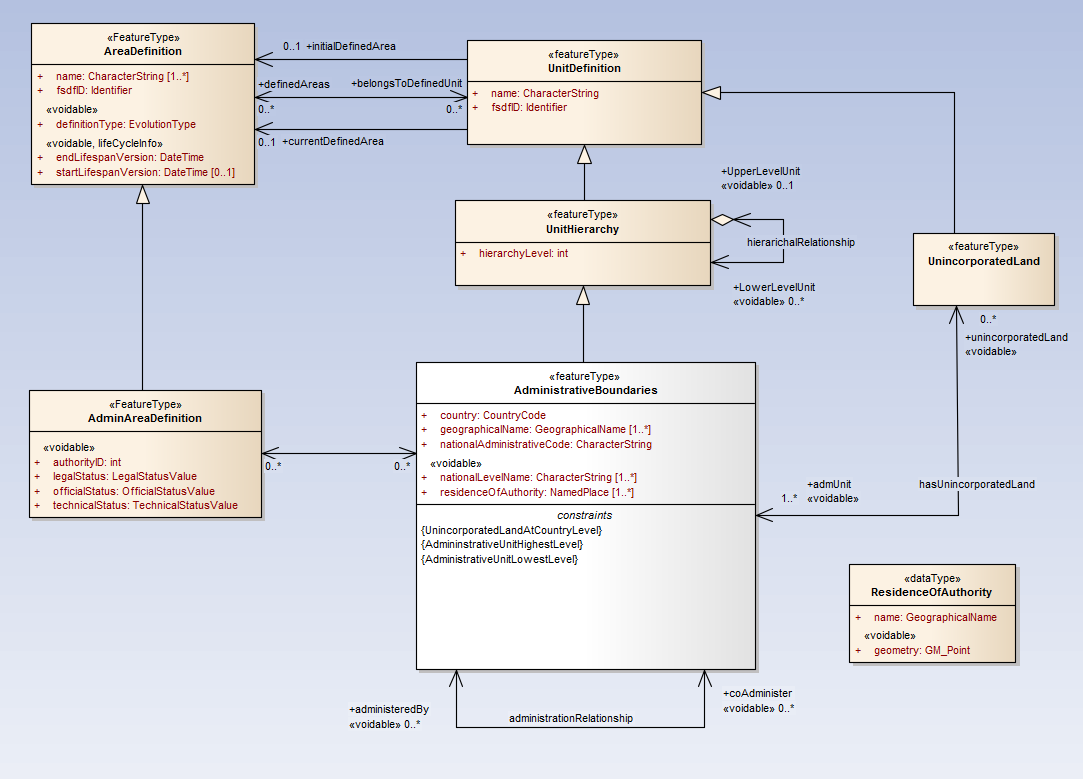 «FeatureType»
AreaDefinition
+ name: CharacterString [1..*]
+ fsdfID: Identifier
«voidable»
+ definitionType: EvolutionType
«voidable, lifeCycleInfo»
+ endLifespanVersion: DateTime
+ startLifespanVersion: DateTime [0..1]
0..1 +initialDefinedArea
+definedAreas
+belongsToDefinedUnit
0..*
0..*
0..1 +currentDefinedArea
«featureType»
UnitDefinition
+ name: CharacterString
+ fsdfID: Identifier
«featureType»
UnitHierarchy
+ hierarchyLevel: int
+UpperLevelUnit
«voidable» 0..1
hierarichalRelationship
+LowerLevelUnit
«voidable» 0..*
«featureType»
UnincorporatedLand
0..*
+unincorporatedLand
«voidable»
«FeatureType»
AdminAreaDefinition
«voidable»
+ authorityID: int
+ legalStatus: LegalStatusValue
+ officialStatus: OfficialStatusValue
+ technicalStatus: TechnicalStatusValue
0..*
0..*
«featureType»
AdministrativeBoundaries
+ country: CountryCode
+ geographicalName: GeographicalName [1..*]
+ nationalAdministrativeCode: CharacterString
«voidable»
+ nationalLevelName: CharacterString [1..*]
+ residenceOfAuthority: NamedPlace [1..*]
constraints
{UnincorporatedLandAtCountryLevel}
{AdmininstrativeUnitHighestLevel}
{AdministrativeUnitLowestLevel}
+admUnit
1..* «voidable»
hasUnincorporatedLand
«dataType»
ResidenceOfAuthority
+ name: GeographicalName
«voidable»
+ geometry: GM_Point
+administeredBy
«voidable» 0..*
administrationRelationship
+coAdminister
«voidable» 0..*